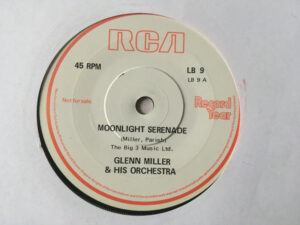 RCA
45 RPM
LB 9
LB 9 A
Not for sale
Record
Year
MOONLIGHT SERENADE
(Miller, Parish)
The Big 3 Music Ltd.
GLENN MILLER
& HIS ORCHESTRA